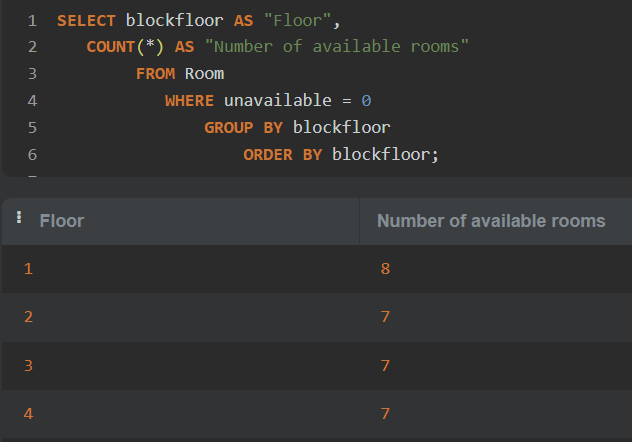 1 SELECT blockfloor AS "Floor",
2 COUNT(*) AS "Number of available rooms"
3 FROM Room
4 WHERE unavailable = 0
5 GROUP BY blockfloor
6 ORDER BY blockfloor;
Floor Number of available rooms
1 8
2 7
3 7
4 7